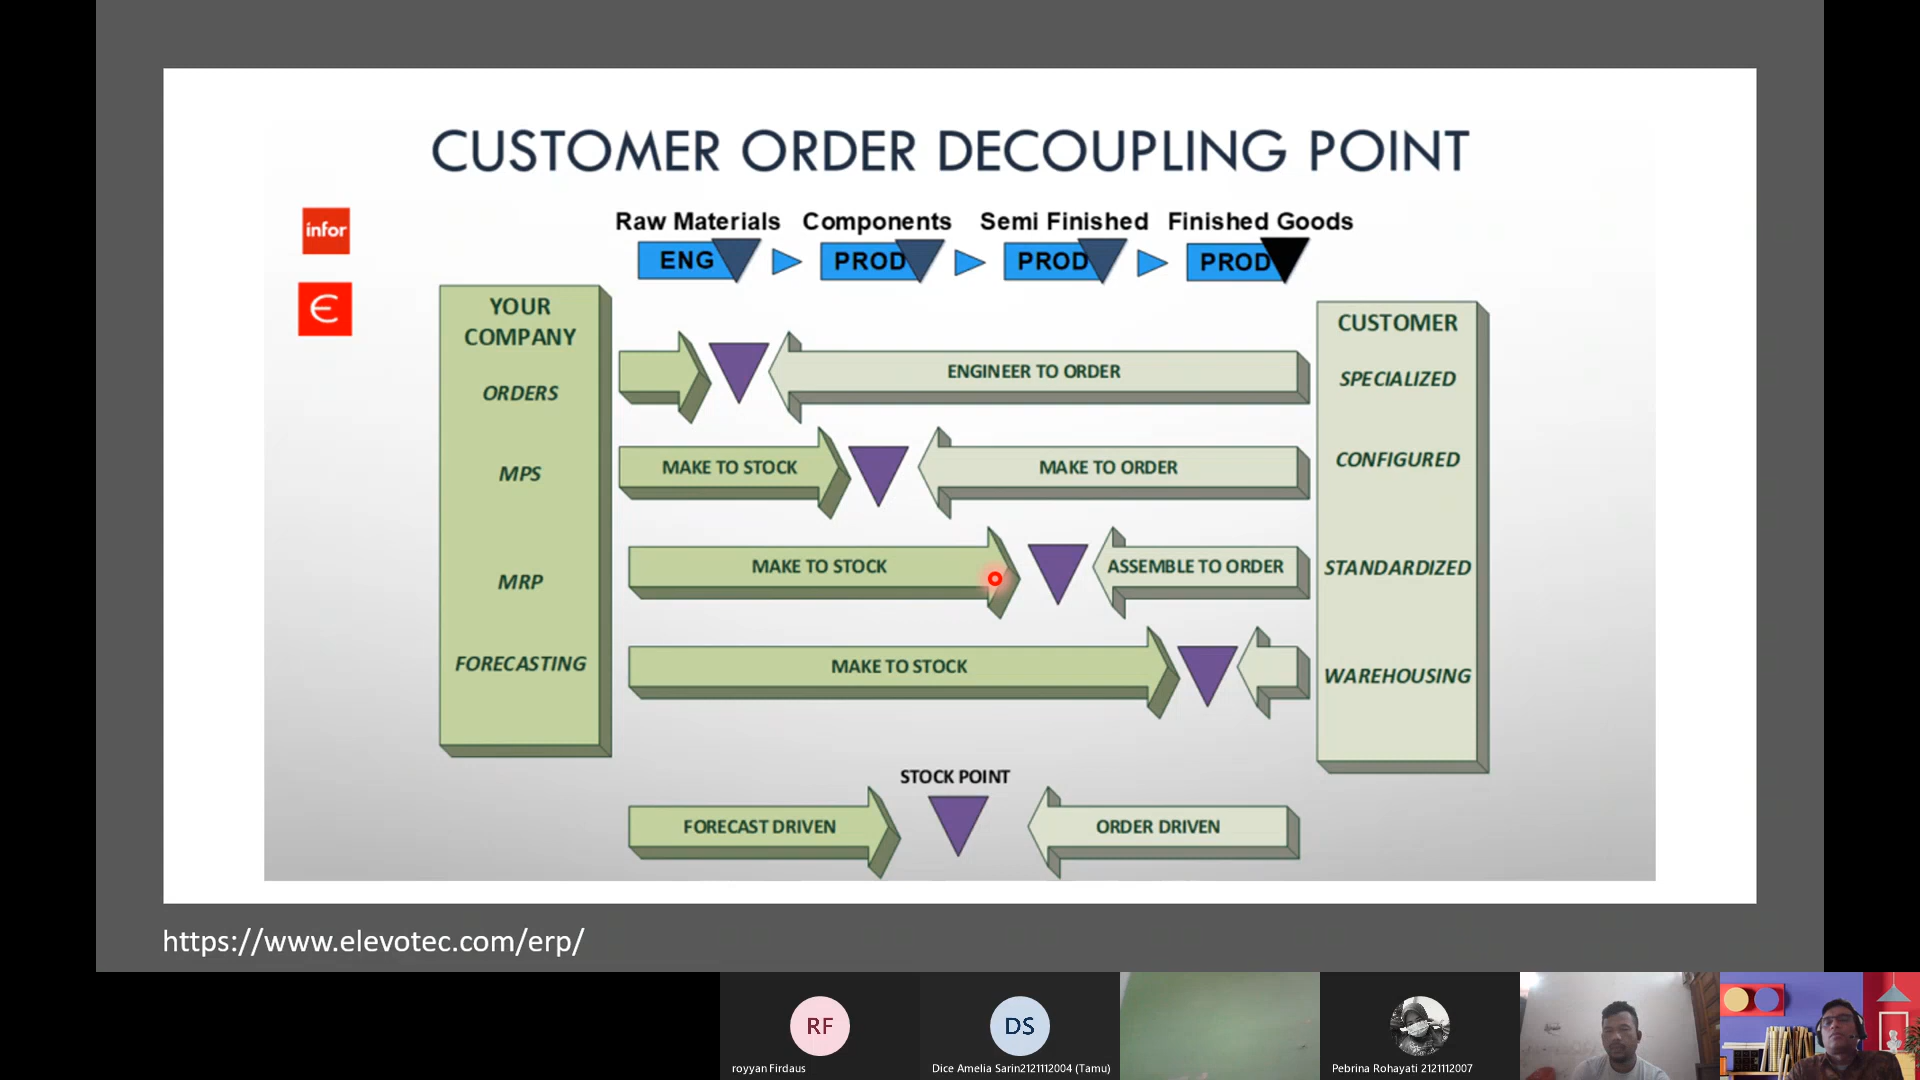 CUSTOMER ORDER DECOUPLING POINT
infor
Raw Materials Components Semi Finished Finished Goods
ENG PROD PROD PROD
YOUR
COMPANY
ORDERS
MPS
MRP
FORECASTING
ENGINEER TO ORDER
MAKE TO STOCK MAKE TO ORDER
MAKE TO STOCK ASSEMBLE TO ORDER
MAKE TO STOCK
CUSTOMER
SPECIALIZED
CONFIGURED
STANDARDIZED
WAREHOUSING
STOCK POINT
FORECAST DRIVEN ORDER DRIVEN
https://www.elevotec.com/erp/
RF DS
royyan Firdaus Dice Amelia Sarin2121112004 (Tamu) Pebrina Rohayati 2121112007